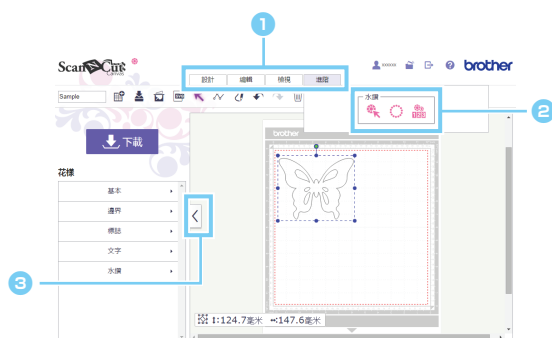 1
ScanNCut
Canvas
設計 編輯 檢視 進階
xxxxx
brother
Sample
SVG
水鑽
2
下載
brother
花樣
基本
邊界
標誌
文字
水鑽
3
124.7毫米 147.6毫米